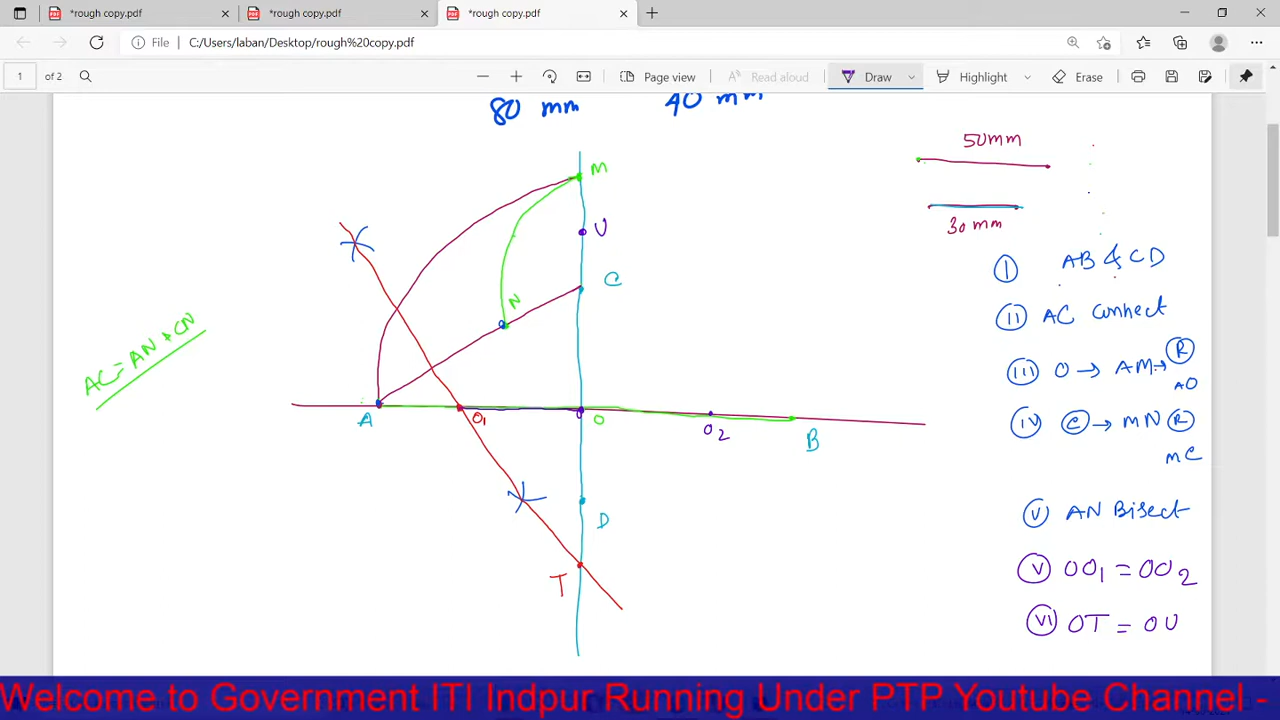 *rough copy.pdf
*rough copy.pdf
*rough copy.pdf
File
C:/Users/laban/Desktop/rough%20copy.pdf
1
of 2
Page view
Read aloud
Draw
Highlight
Erase
80 mm
40 mm
50mm
30mm
M
U
C
N
A
O1
O
O2
B
D
T
AC = AN + CN
I AB & CD
II AC Connect
III O → AM → R
AO
IV C → MN R
MC
V AN Bisect
V OO1 = OO2
VI OT = OU
Welcome to Government ITI Indpur Running Under PTP Youtube Channel -